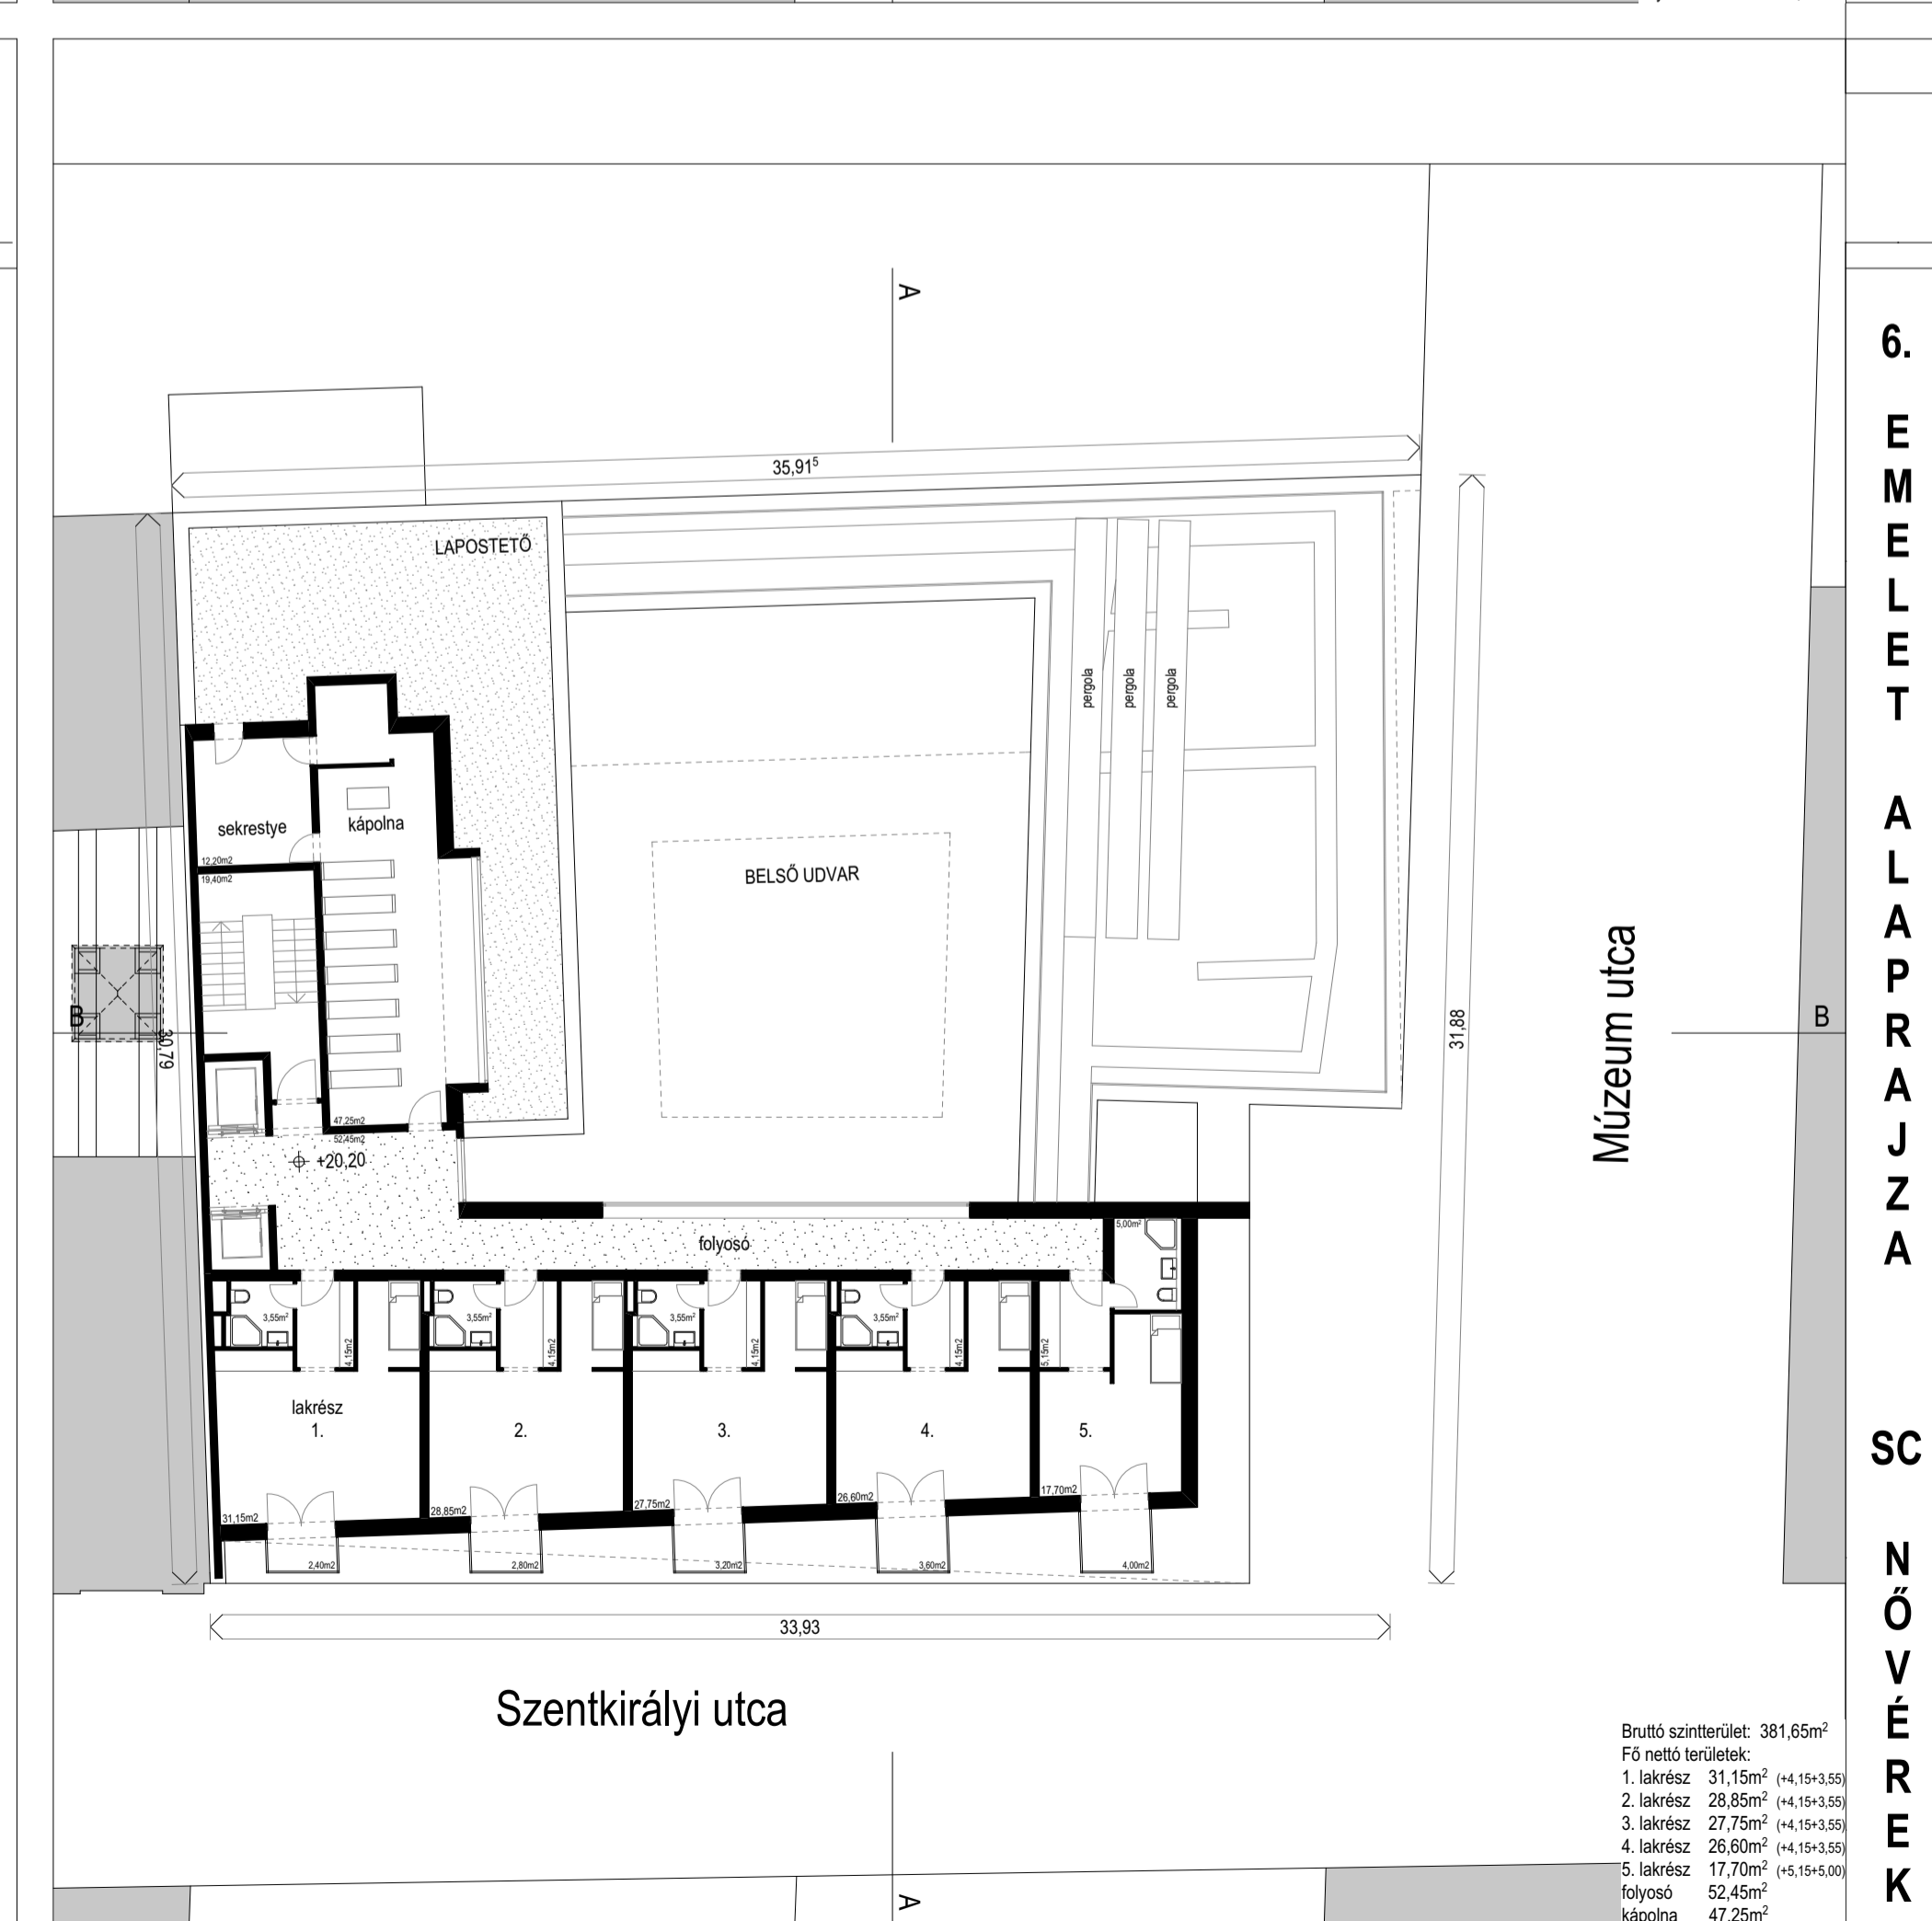 A
35,91⁵
LAPOSTETŐ
pergola
pergola
pergola
sekrestye
kápolna
12,20m2
19,40m2
BELSŐ UDVAR
B
30,79
31,88
Múzeum utca
B
47,25m2
52,45m2
+20,20
folyosó
5,00m²
3,55m²
4,15m2
3,55m²
4,15m2
3,55m²
4,15m2
3,55m²
4,15m2
5,15m2
lakrész
1.
2.
3.
4.
5.
31,15m2
28,85m2
27,75m2
26,60m2
17,70m2
2,40m2
2,80m2
3,20m2
3,60m2
4,00m2
33,93
Szentkirályi utca
A
6. EMELET ALAPRAJZA
SC NŐVÉREK
Bruttó szintterület: 381,65m²
Fő nettó területek:
1. lakrész 31,15m² (+4,15+3,55)
2. lakrész 28,85m² (+4,15+3,55)
3. lakrész 27,75m² (+4,15+3,55)
4. lakrész 26,60m² (+4,15+3,55)
5. lakrész 17,70m² (+5,15+5,00)
folyosó 52,45m²
kápolna 47,25m²